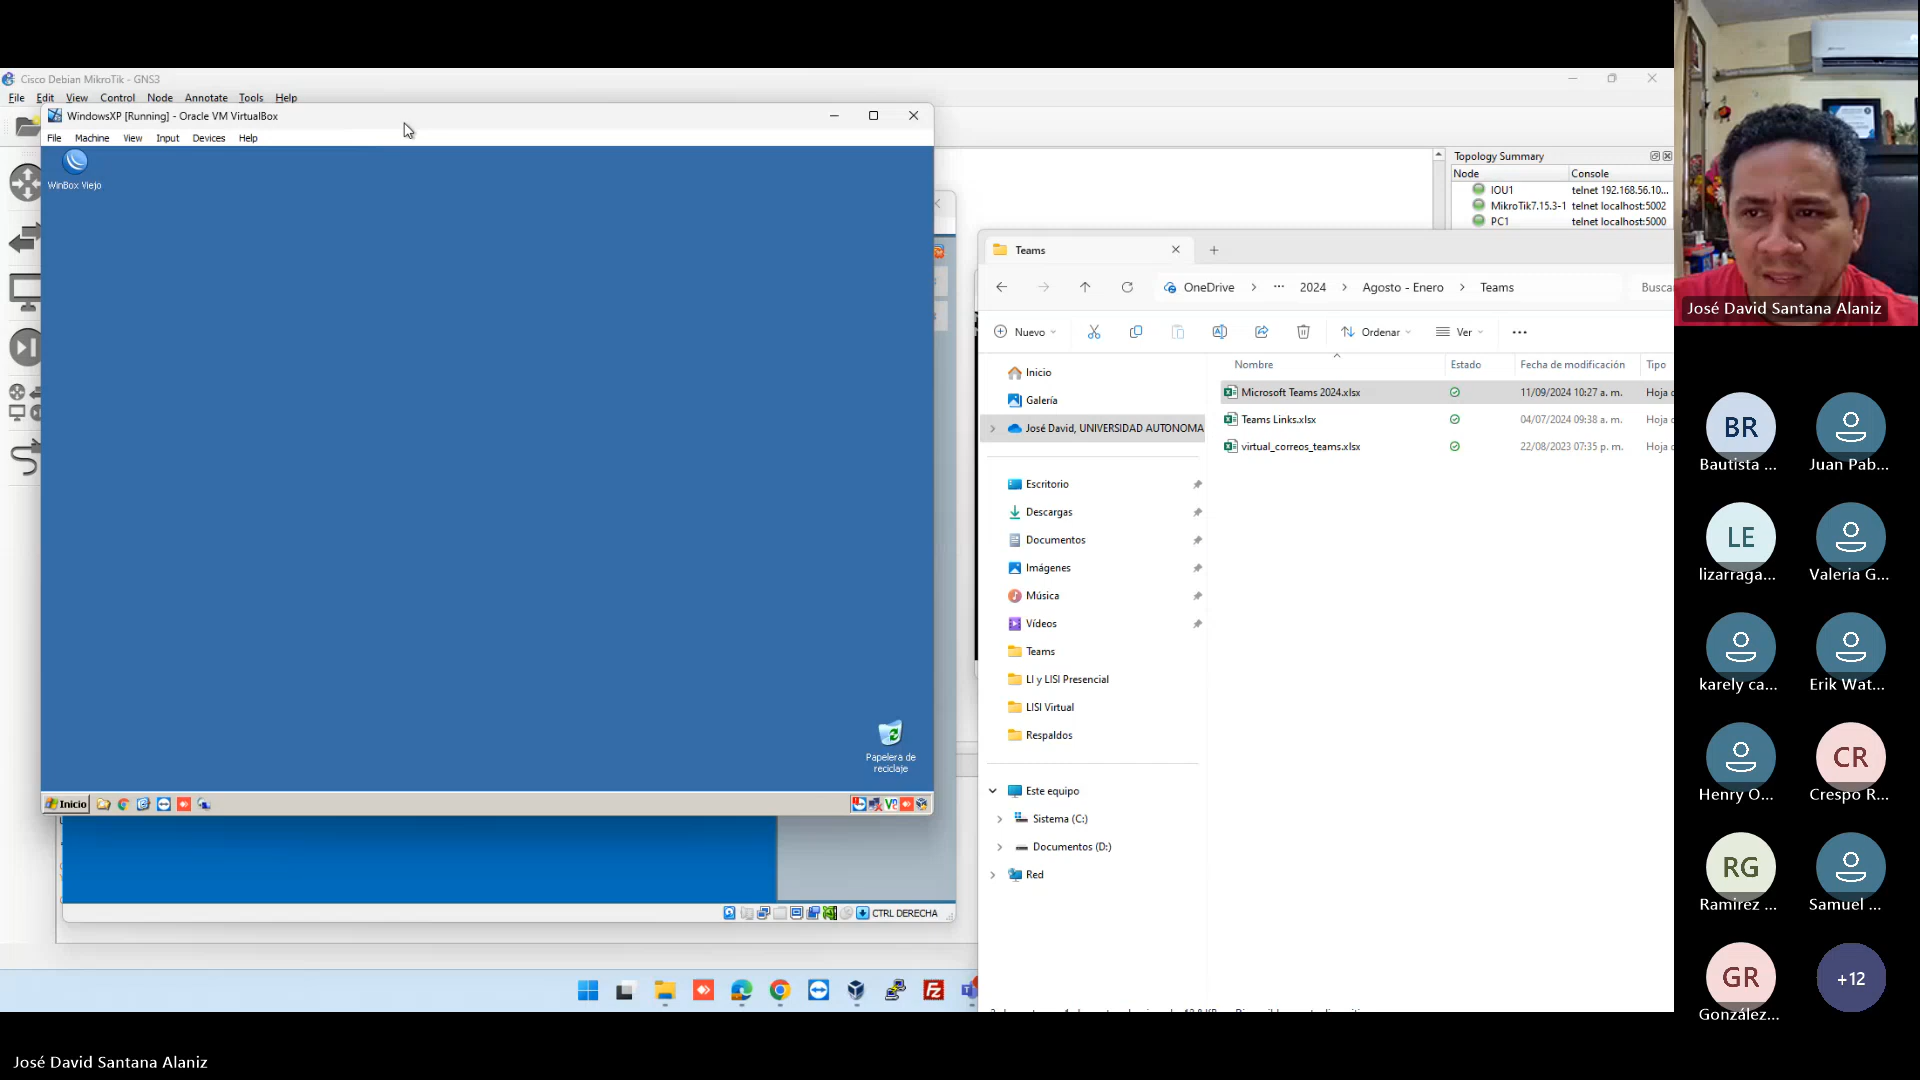 Cisco Debian MikroTik - GNS3
File Edit View Control Node Annotate Tools Help
WindowsXP [Running] - Oracle VM VirtualBox
File Machine View Input Devices Help
WinBox Viejo
Papelera de
reciclaje
Inicio
CTRL DERECHA
Topology Summary
Node Console
IOU1 telnet 192.168.56.10...
MikroTik7.15.3-1 telnet localhost:5002
PC1 telnet localhost:5000
Teams
OneDrive ... 2024 Agosto - Enero Teams
Nuevo Ordenar Ver
Nombre Estado Fecha de modificación Tipo
Microsoft Teams 2024.xlsx 11/09/2024 10:27 a. m.
Teams Links.xlsx 04/07/2024 09:38 a. m.
virtual_correos_teams.xlsx 22/08/2023 07:35 p. m.
Inicio
Galería
José David, UNIVERSIDAD AUTONOMA
Escritorio
Descargas
Documentos
Imágenes
Música
Vídeos
Teams
LI y LISI Presencial
LISI Virtual
Respaldos
Este equipo
Sistema (C:)
Documentos (D:)
Red
José David Santana Alaniz
BR
Bautista ...
Juan Pab...
LE
lizarraga...
Valeria G...
karely ca...
Erik Wat...
Henry O...
CR
Crespo R...
RG
Ramirez ...
Samuel ...
GR
González...
+12
José David Santana Alaniz